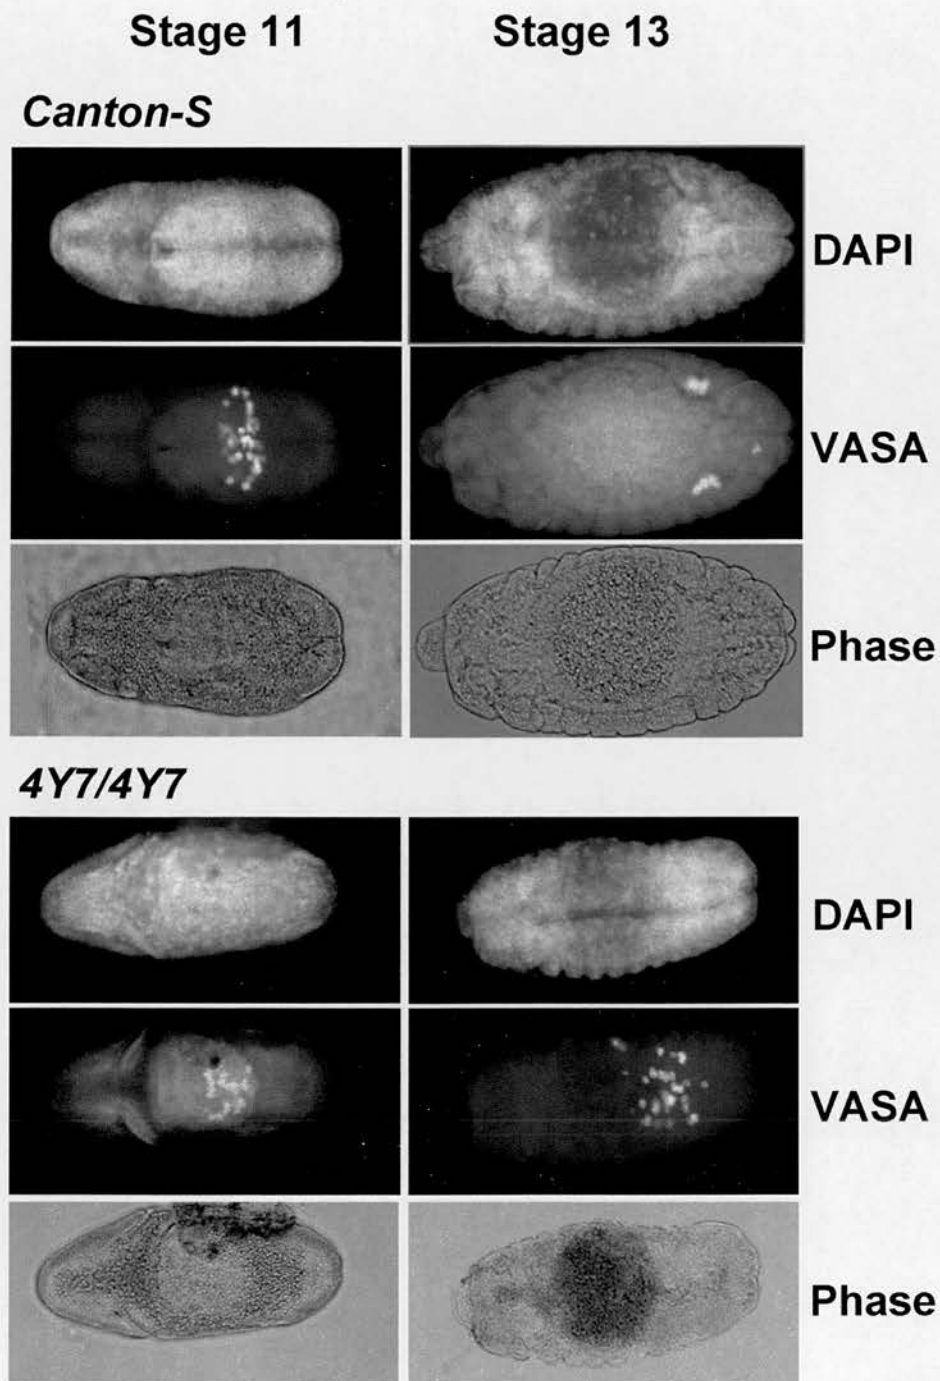 Stage 11 Stage 13
Canton-S
DAPI
VASA
Phase
4Y7/4Y7
DAPI
VASA
Phase